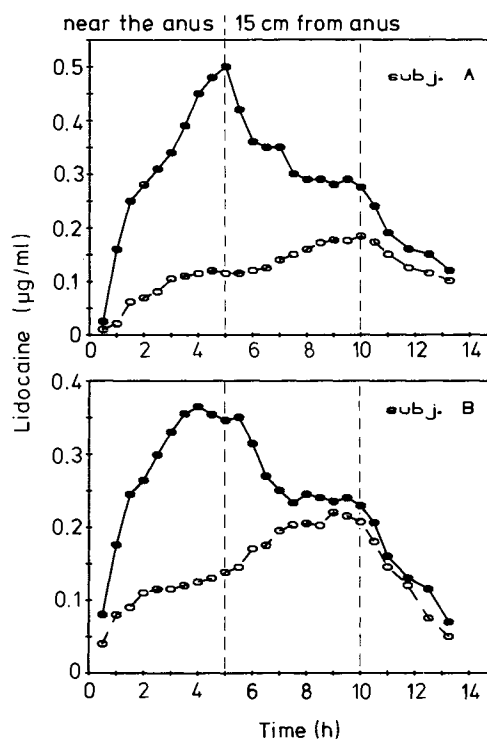 near the anus 15 cm from anus
subj. A
0.5
0.4
0.3
0.2
0.1
0
0 2 4 6 8 10 12 14
Lidocaine (µg/ml)
subj. B
0.4
0.3
0.2
0.1
0
0 2 4 6 8 10 12 14
Time (h)